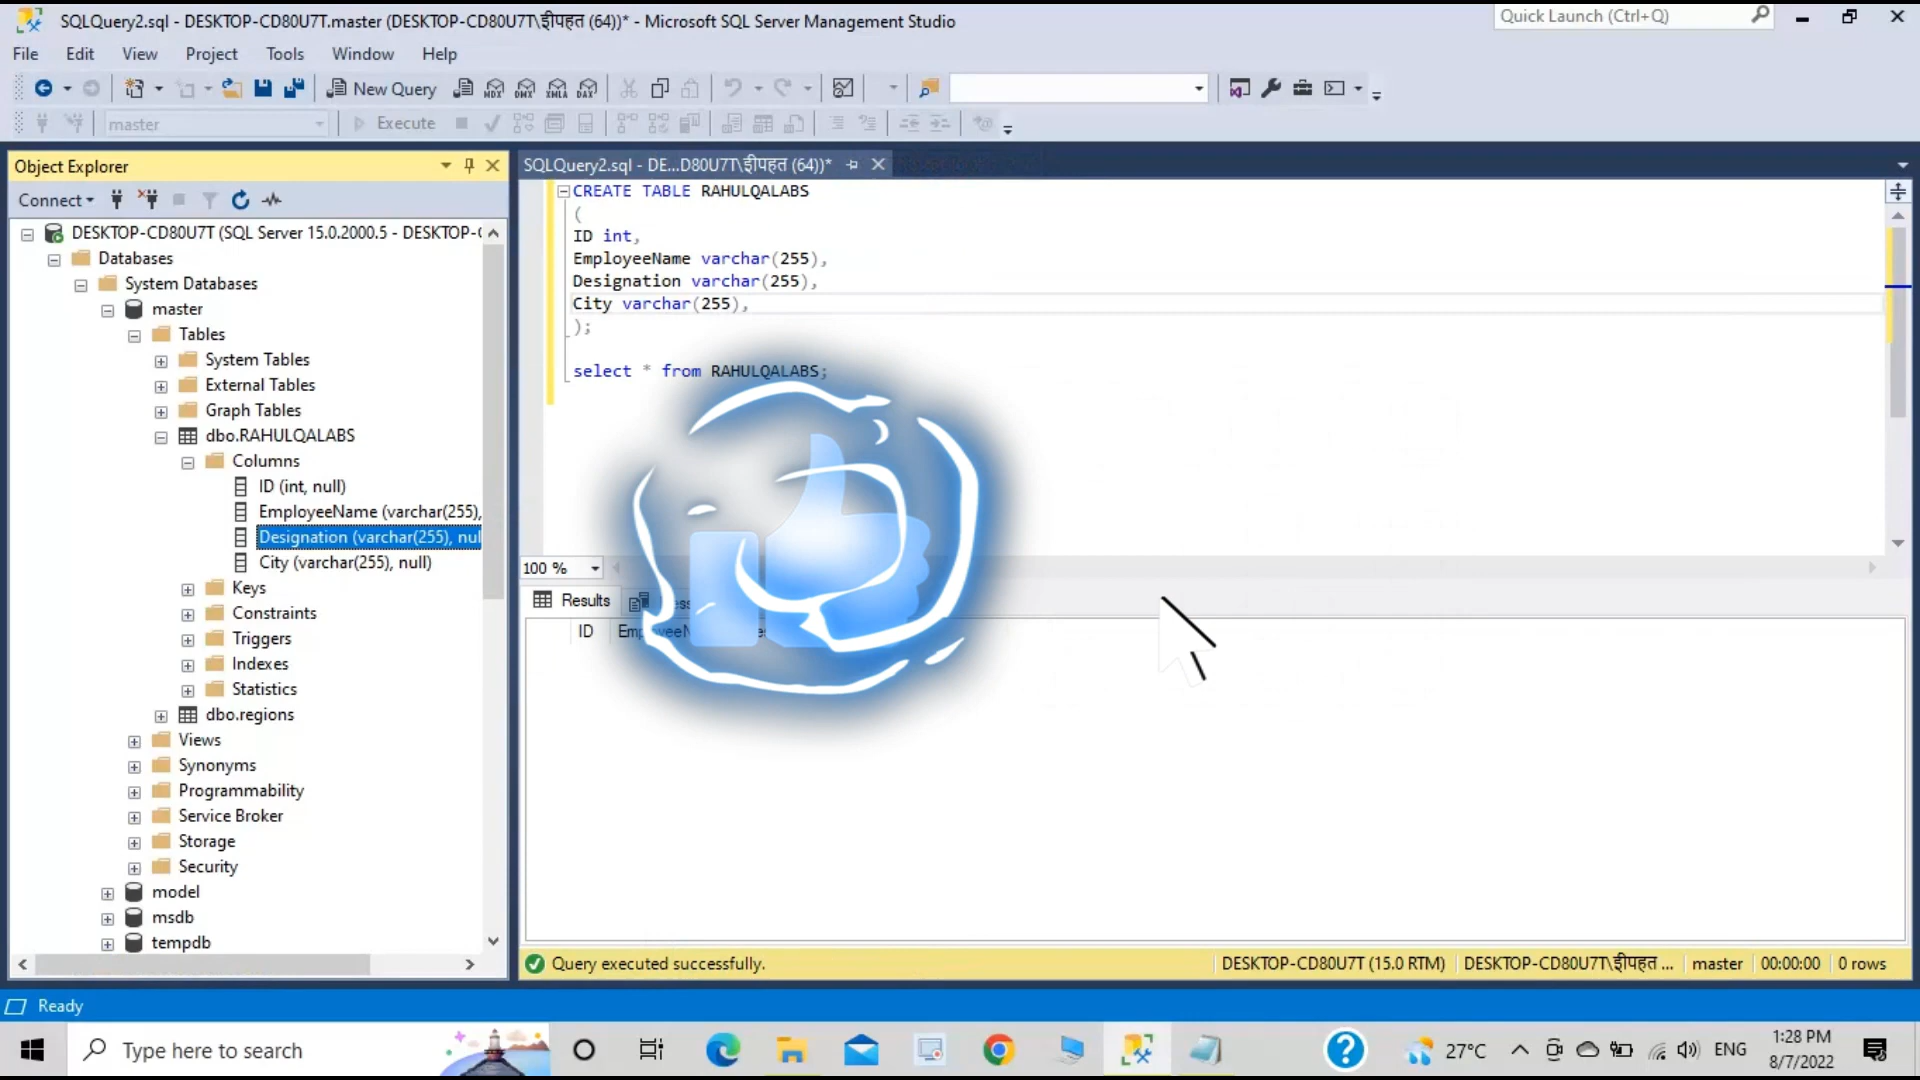 SQLQuery2.sql - DESKTOP-CD80U7T.master (DESKTOP-CD80U7T\ईीपहत (64))* - Microsoft SQL Server Management Studio
Quick Launch (Ctrl+Q)
File Edit View Project Tools Window Help
New Query MDX DMX XMLA DAX
master Execute
Object Explorer
SQLQuery2.sql - DE...D80U7T\ईीपहत (64))*
Connect
DESKTOP-CD80U7T (SQL Server 15.0.2000.5 - DESKTOP-
Databases
System Databases
master
Tables
System Tables
External Tables
Graph Tables
dbo.RAHULQALABS
Columns
ID (int, null)
EmployeeName (varchar(255),
Designation (varchar(255), nul
City (varchar(255), null)
Keys
Constraints
Triggers
Indexes
Statistics
dbo.regions
Views
Synonyms
Programmability
Service Broker
Storage
Security
model
msdb
tempdb
CREATE TABLE RAHULQALABS
(
ID int,
EmployeeName varchar(255),
Designation varchar(255),
City varchar(255),
);
select * from RAHULQALABS;
100 %
Results
ID
Query executed successfully.
DESKTOP-CD80U7T (15.0 RTM) DESKTOP-CD80U7T\ईीपहत ... master 00:00:00 0 rows
Ready
Type here to search
27°C ENG
1:28 PM
8/7/2022